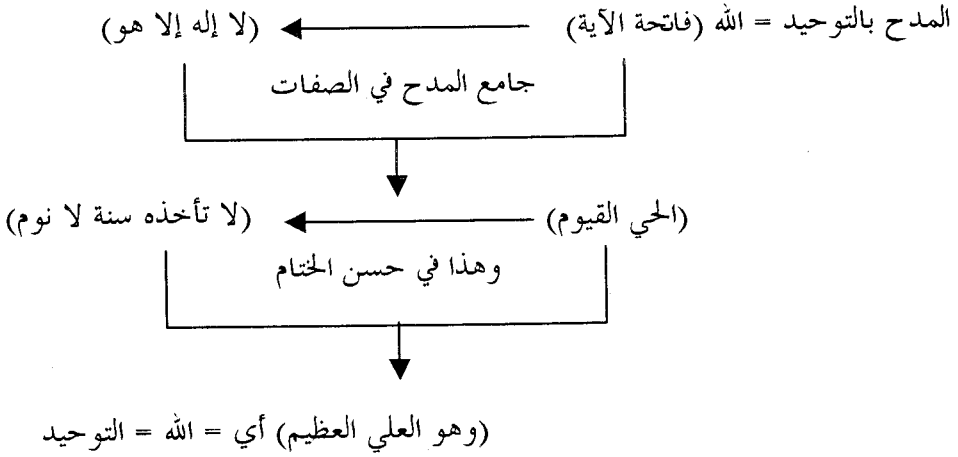 المدح بالتوحيد = الله (فاتحة الآية) (لا إله إلا هو)
جامع المدح في الصفات
(الحي القيوم) (لا تأخذه سنة لا نوم)
وهذا في حسن الختام
(وهو العلي العظيم) أي = الله = التوحيد